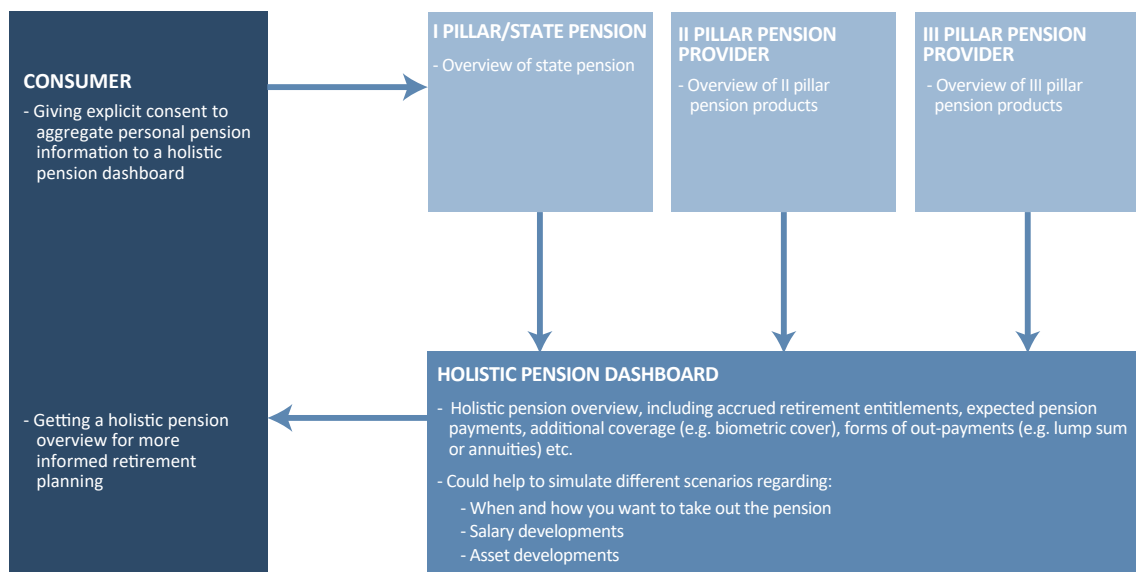 CONSUMER
- Giving explicit consent to
aggregate personal pension
information to a holistic
pension dashboard
- Getting a holistic pension
overview for more
informed retirement
planning
I PILLAR/STATE PENSION
- Overview of state pension
II PILLAR PENSION
PROVIDER
- Overview of II pillar
pension products
III PILLAR PENSION
PROVIDER
- Overview of III pillar
pension products
HOLISTIC PENSION DASHBOARD
- Holistic pension overview, including accrued retirement entitlements, expected pension
payments, additional coverage (e.g. biometric cover), forms of out-payments (e.g. lump sum
or annuities) etc.
- Could help to simulate different scenarios regarding:
- When and how you want to take out the pension
- Salary developments
- Asset developments